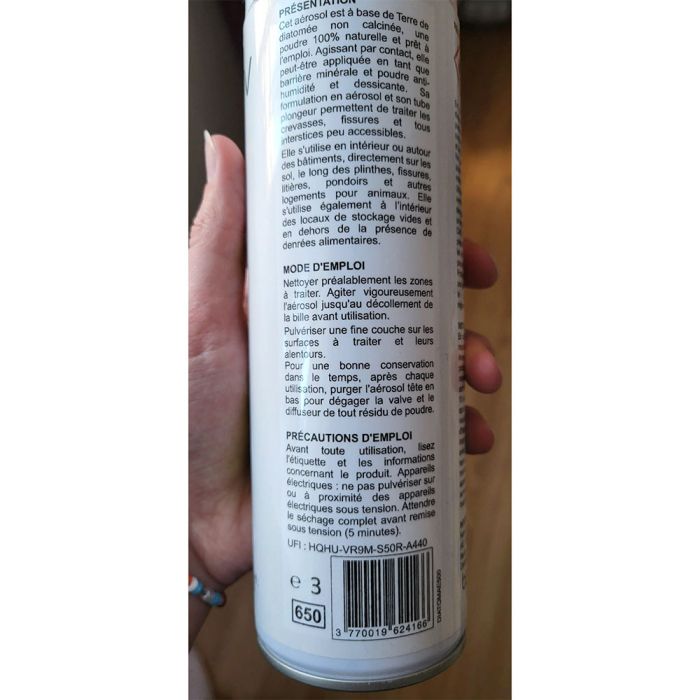 PRÉSENTATION
Cet aérosol est à base de Terre de
diatomée non calcinée, une
poudre 100% naturelle et prêt à
l'emploi. Agissant par contact, elle
peut-être appliquée en tant que
barrière minérale et poudre anti-
humidité et dessicante. Sa
formulation en aérosol et son tube
plongeur permettent de traiter les
crevasses, fissures et tous
interstices peu accessibles.
Elle s'utilise en intérieur ou autour
des bâtiments, directement sur les
sol, le long des plinthes, fissures,
litières, pondoirs et autres
logements pour animaux. Elle
s'utilise également à l'intérieur
des locaux de stockage vides et
en dehors de la présence de
denrées alimentaires.
MODE D'EMPLOI
Nettoyer préalablement les zones
à traiter. Agiter vigoureusement
l'aérosol jusqu'au décollement de
la bille avant utilisation.
Pulvériser une fine couche sur les
surfaces à traiter et leurs
alentours.
Pour une bonne conservation
dans le temps, après chaque
utilisation, purger l'aérosol tête en
bas pour dégager la valve et le
diffuseur de tout résidu de poudre.
PRÉCAUTIONS D'EMPLOI
Avant toute utilisation, lisez
l'étiquette et les informations
concernant le produit. Appareils
électriques : ne pas pulvériser sur
ou à proximité des appareils
électriques sous tension. Attendre
le séchage complet avant remise
sous tension (5 minutes).
UFI : HQHU-VR9M-S50R-A440
e 3
650
3 770019 624166
DIATOMAE500